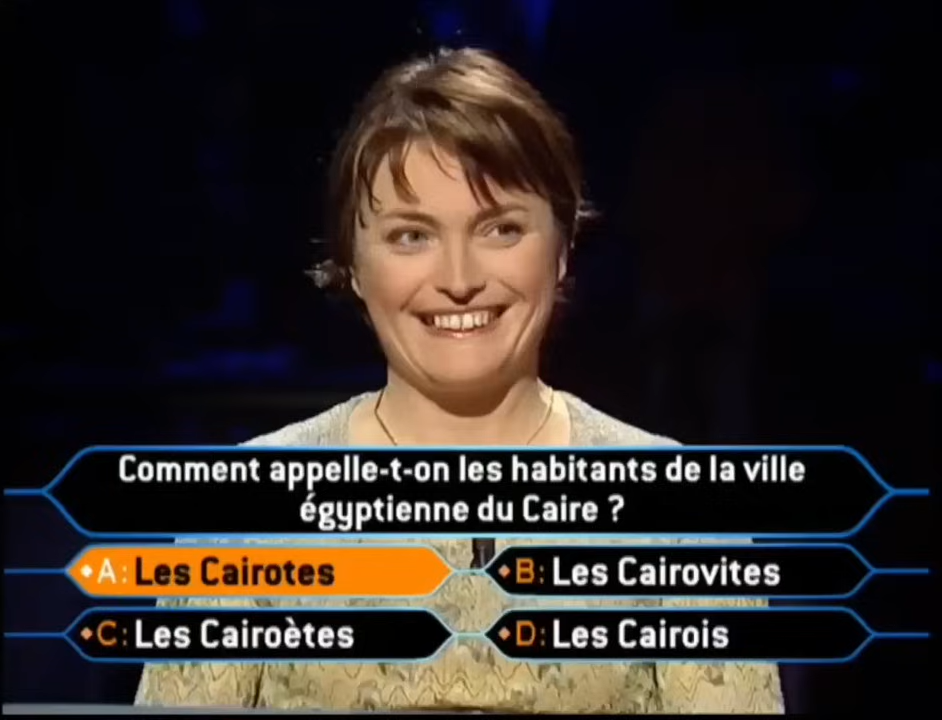 Comment appelle-t-on les habitants de la ville
égyptienne du Caire ?
A: Les Cairotes
B: Les Cairovites
C: Les Cairoètes
D: Les Cairois